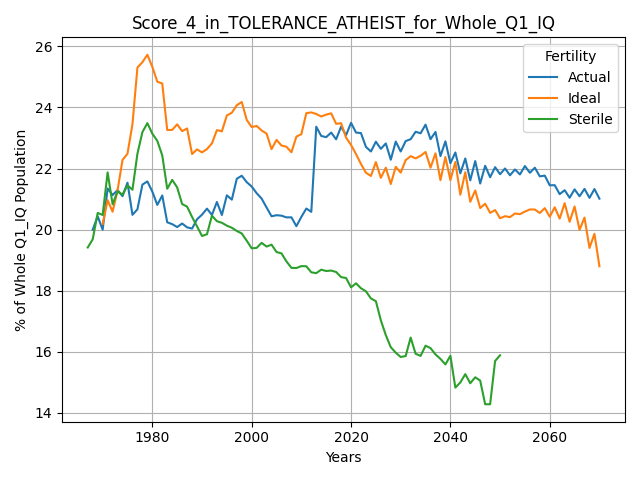 Score_4_in_TOLERANCE_ATHEIST_for_Whole_Q1_IQ
Fertility
Actual
Ideal
Sterile
% of Whole Q1_IQ Population
26
24
22
20
18
16
14
1980
2000
2020
2040
2060
Years